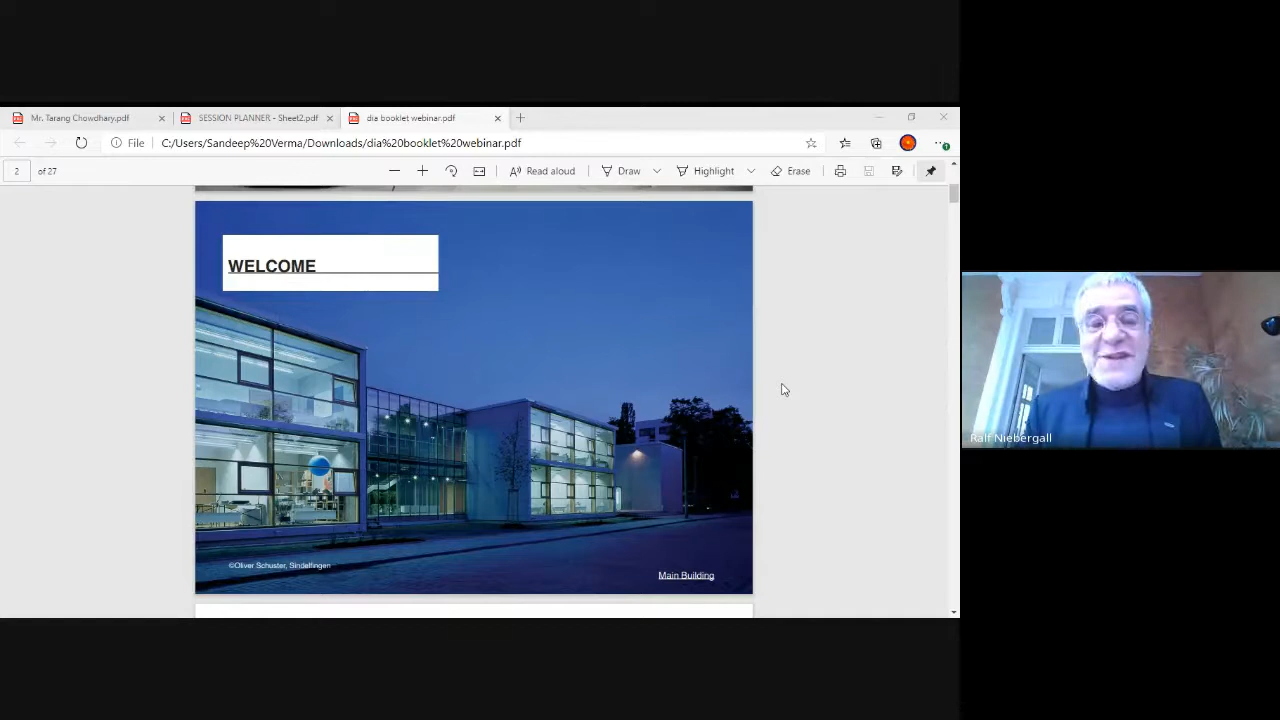 Mr. Tarang Chowdhary.pdf
SESSION PLANNER - Sheet2.pdf
dia booklet webinar.pdf
File
C:/Users/Sandeep%20Verma/Downloads/dia%20booklet%20webinar.pdf
2 of 27
Read aloud
Draw
Highlight
Erase
WELCOME
©Oliver Schuster, Sindelfingen
Main Building
Ralf Niebergall